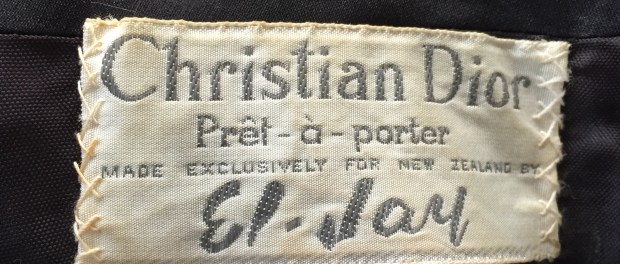 Christian Dior
Prêt-à-porter
MADE EXCLUSIVELY FOR NEW ZEALAND BY
El-Jay